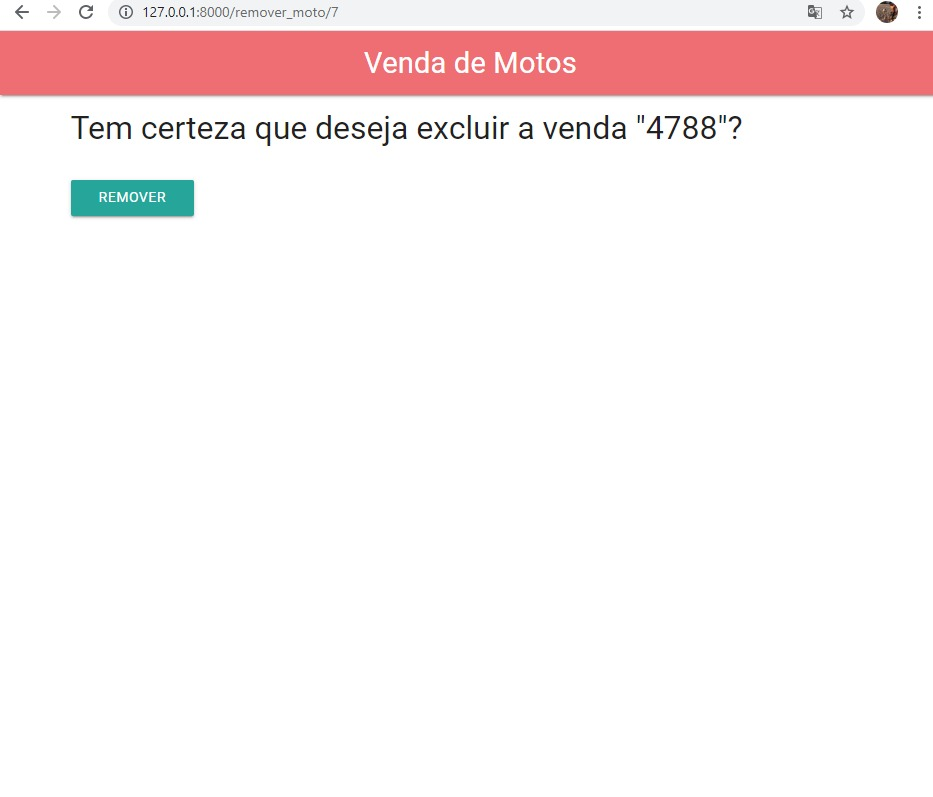 127.0.0.1:8000/remover_moto/7
Venda de Motos
Tem certeza que deseja excluir a venda "4788"?
REMOVER